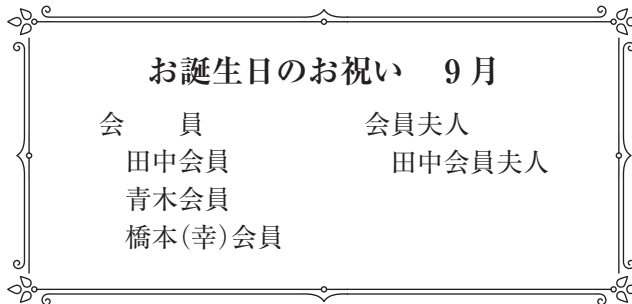 お誕生日のお祝い　9月
会　　員
田中会員
青木会員
橋本(幸)会員
会員夫人
田中会員夫人